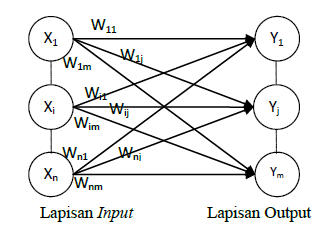 X1 W11 Y1
W1j
W1m
Wi1
Xi Wij Yj
Wim
Wn1 Wnj
Xn Ym
Wnm
Lapisan Input Lapisan Output